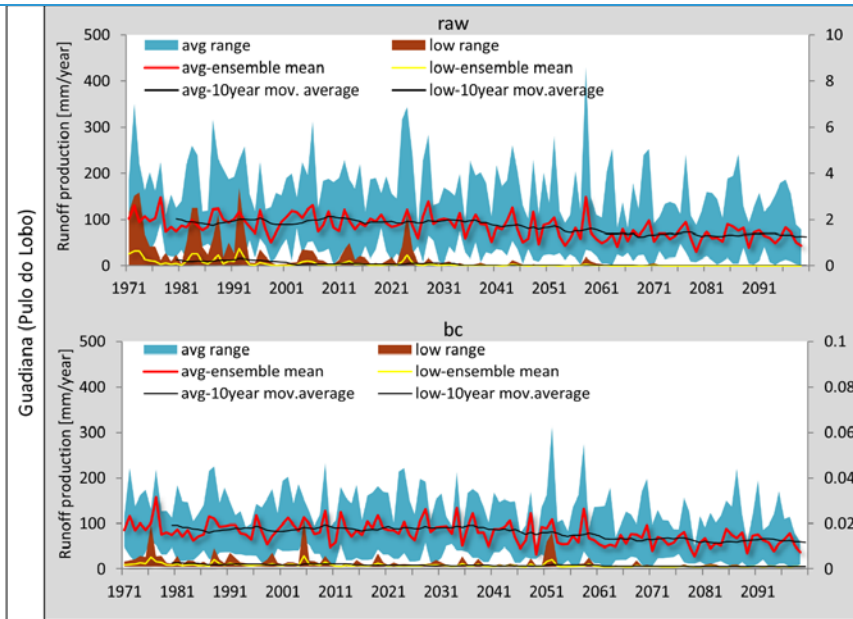 Guadiana (Pulo do Lobo)
raw
500 10
avg range low range
avg-ensemble mean low-ensemble mean
avg-10year mov. average low-10year mov.average
400 8
300 6
200 4
100 2
0 0
Runoff production [mm/year]
1971 1981 1991 2001 2011 2021 2031 2041 2051 2061 2071 2081 2091
bc
500 0.1
avg range low range
avg-ensemble mean low-ensemble mean
avg-10year mov.average low-10year mov.average
400 0.08
300 0.06
200 0.04
100 0.02
0 0
Runoff production [mm/year]
1971 1981 1991 2001 2011 2021 2031 2041 2051 2061 2071 2081 2091